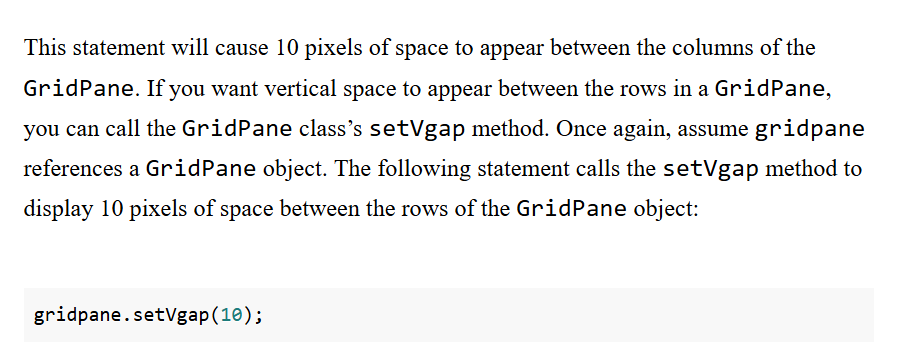 This statement will cause 10 pixels of space to appear between the columns of the
GridPane. If you want vertical space to appear between the rows in a GridPane,
you can call the GridPane class’s setVgap method. Once again, assume gridpane
references a GridPane object. The following statement calls the setVgap method to
display 10 pixels of space between the rows of the GridPane object:
gridpane.setVgap(10);